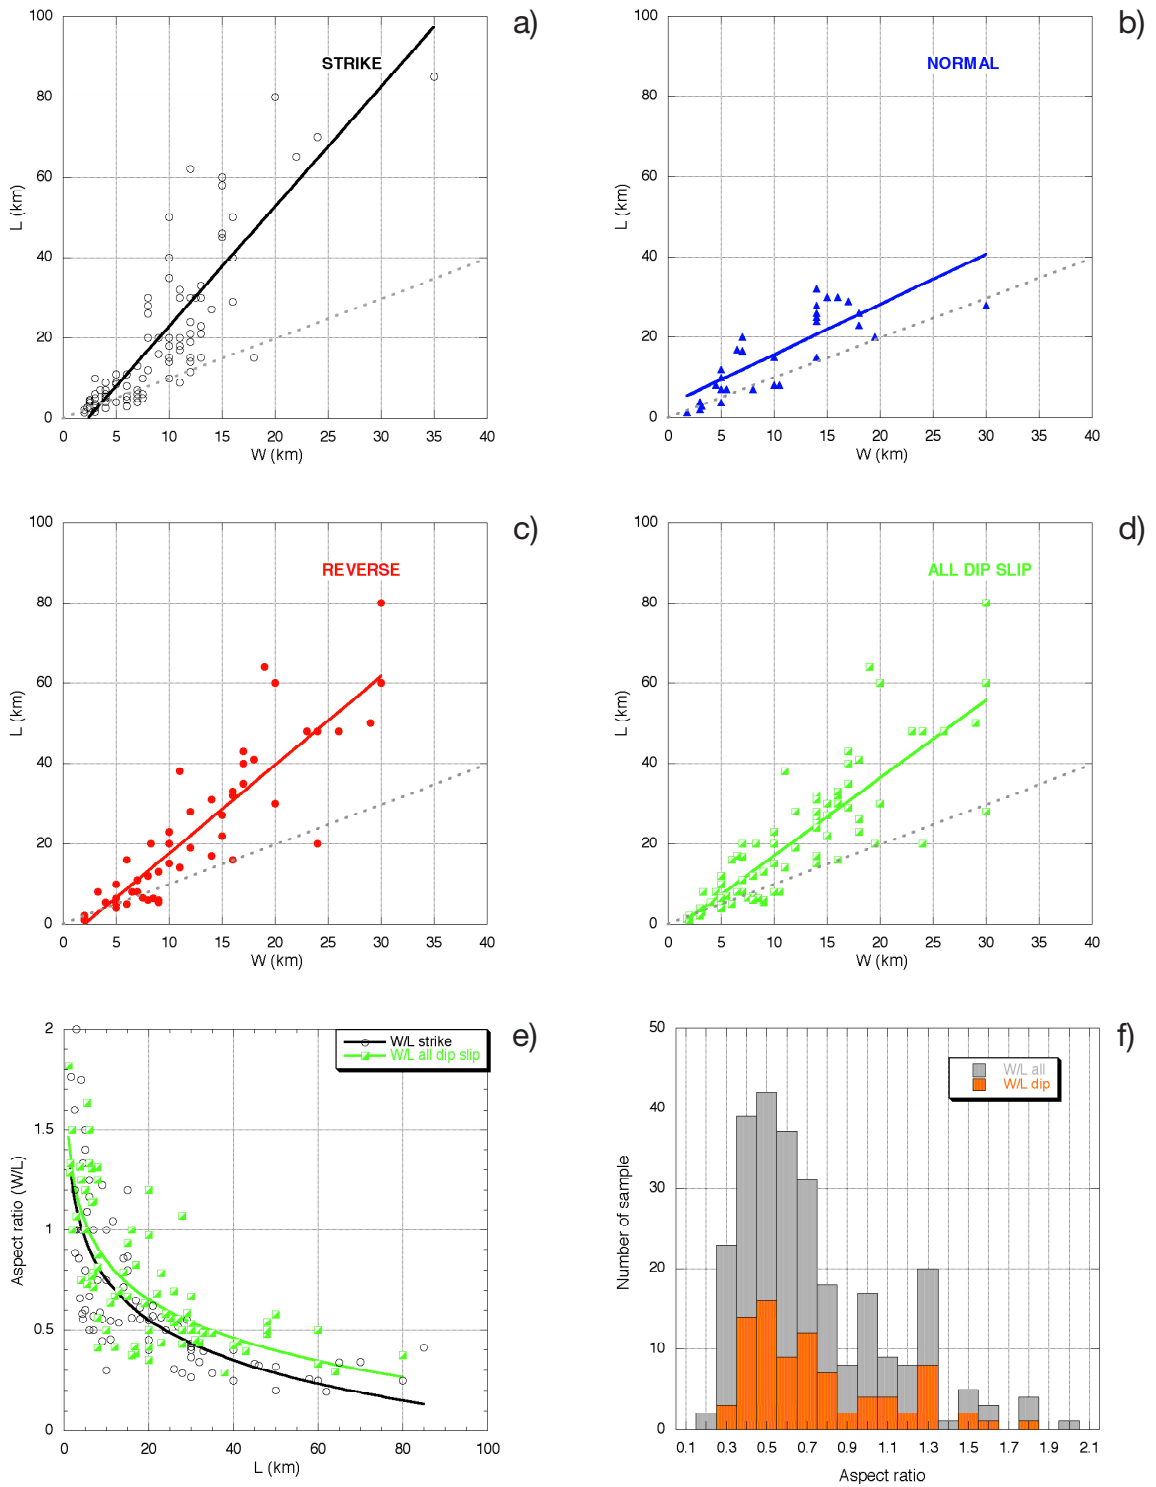 a)
STRIKE
L (km)
100
80
60
40
20
0
0 5 10 15 20 25 30 35 40
W (km)
b)
NORMAL
L (km)
100
80
60
40
20
0
0 5 10 15 20 25 30 35 40
W (km)
c)
REVERSE
L (km)
100
80
60
40
20
0
0 5 10 15 20 25 30 35 40
W (km)
d)
ALL DIP SLIP
L (km)
100
80
60
40
20
0
0 5 10 15 20 25 30 35 40
W (km)
e)
W/L strike
W/L all dip slip
Aspect ratio (W/L)
2
1.5
1
0.5
0
0 20 40 60 80 100
L (km)
f)
W/L all
W/L dip
Number of sample
50
40
30
20
10
0
0.1 0.3 0.5 0.7 0.9 1.1 1.3 1.5 1.7 1.9 2.1
Aspect ratio